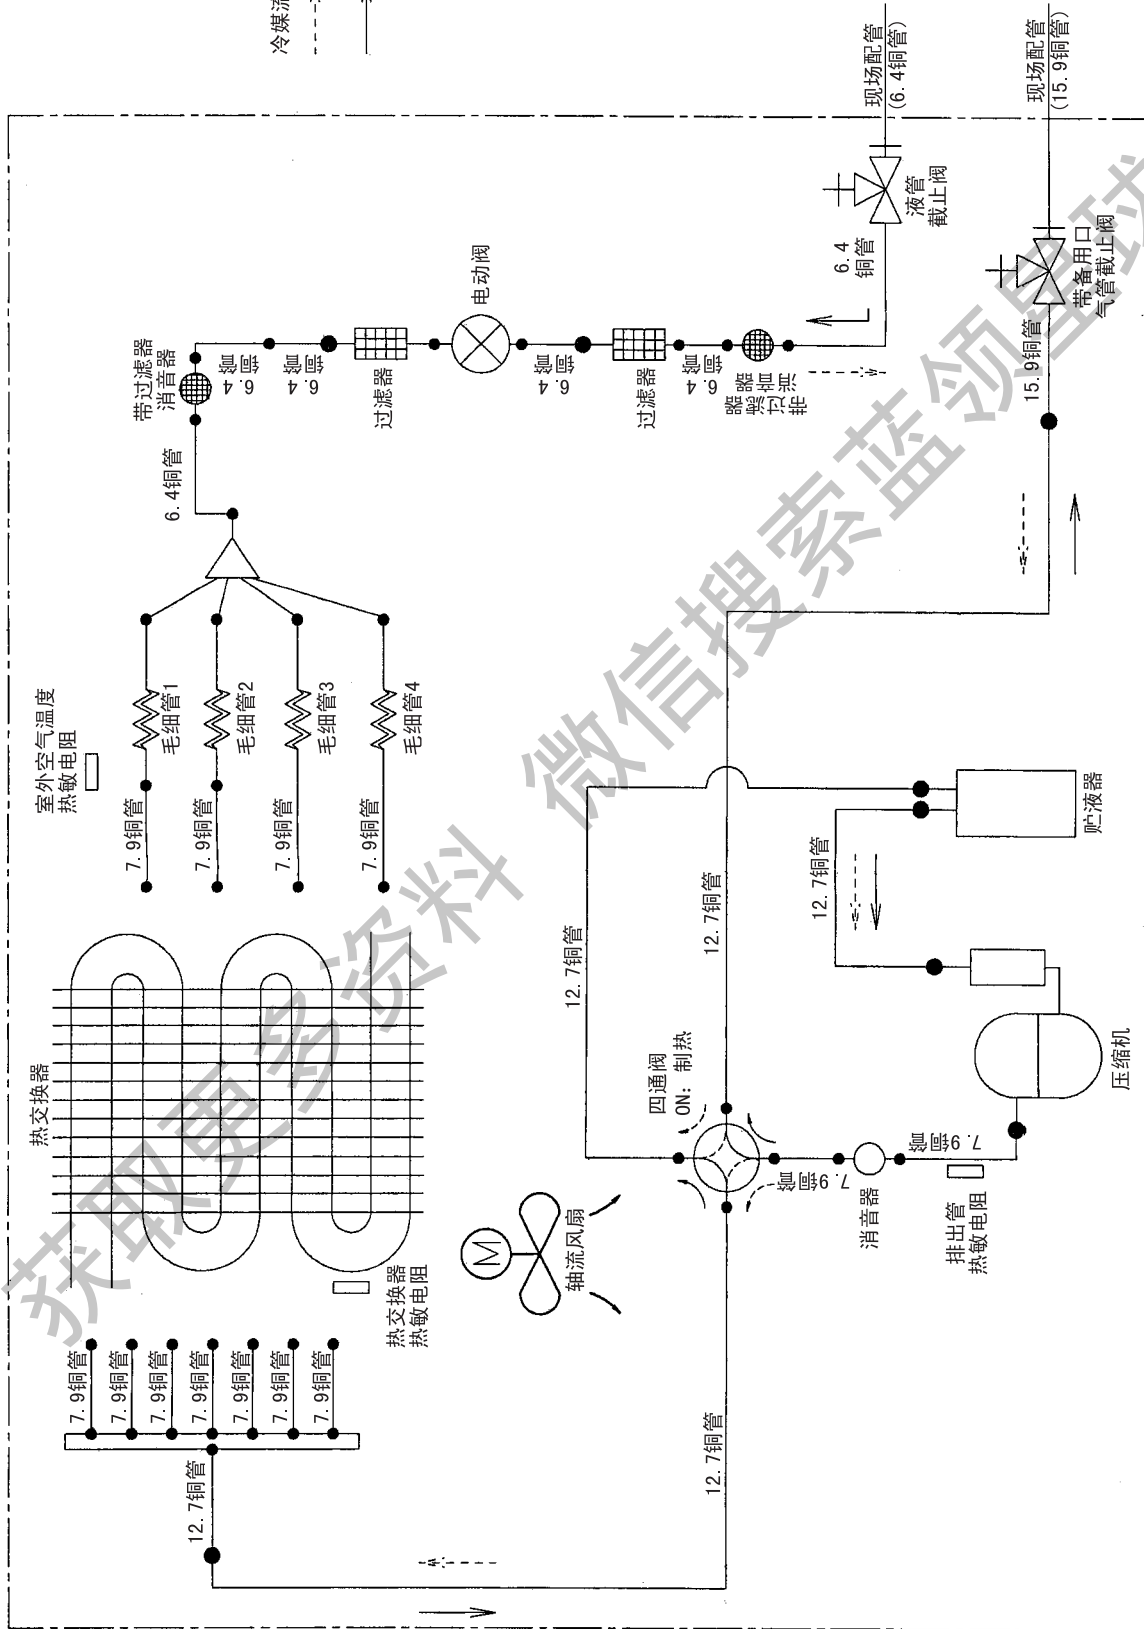 冷媒流
现场配管
(6.4铜管)
现场配管
(15.9铜管)
液管
截止阀
6.4
铜管
带备用口
气管截止阀
15.9铜管
电动阀
带过滤器
消音器
6.4
铜管
6.4
铜管
过滤器
6.4
铜管
过滤器
6.4
铜管
带过滤器
消音器
6.4铜管
室外空气温度
热敏电阻
毛细管1
毛细管2
毛细管3
毛细管4
7.9铜管
7.9铜管
7.9铜管
7.9铜管
热交换器
热交换器
热敏电阻
7.9铜管
7.9铜管
7.9铜管
7.9铜管
7.9铜管
7.9铜管
7.9铜管
12.7铜管
M
轴流风扇
四通阀
ON: 制热
12.7铜管
12.7铜管
12.7铜管
12.7铜管
贮液器
压缩机
7.9铜管
消音器
7.9铜管
排出管
热敏电阻
获取更多资料 微信搜索蓝领星球